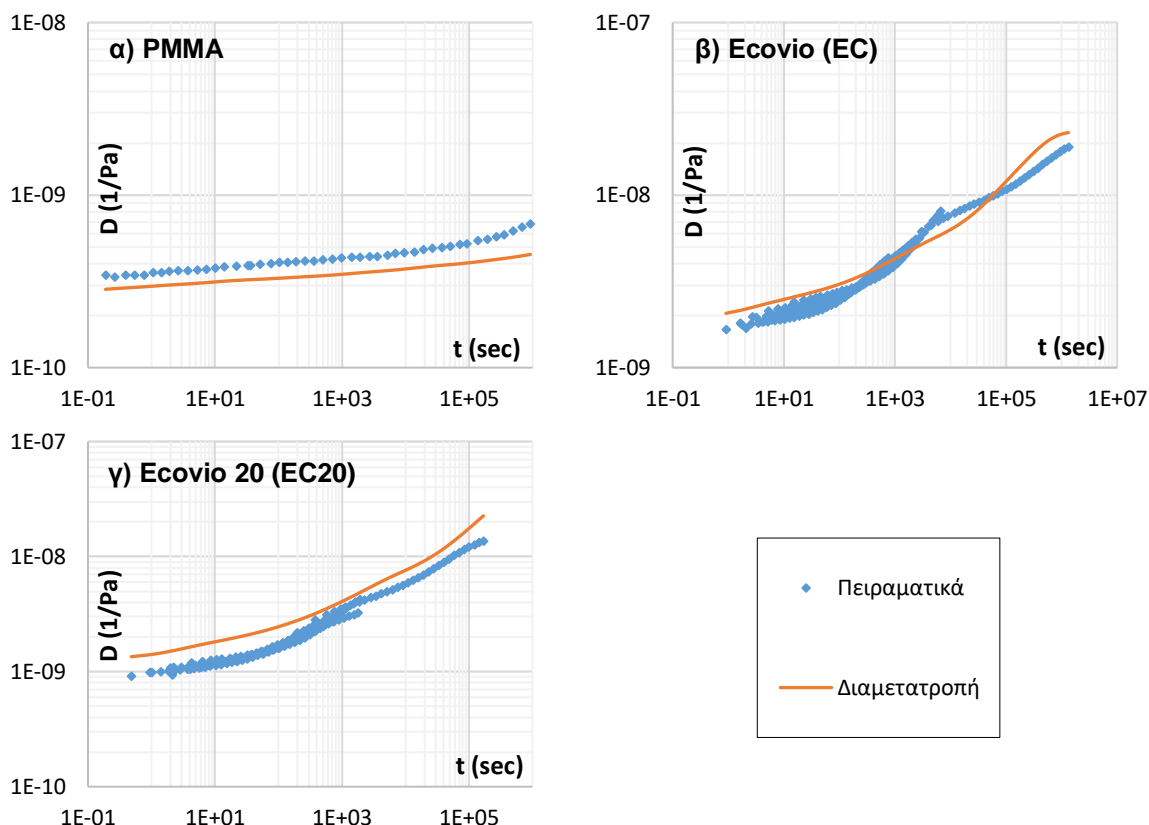 α) PMMA
1E-08
1E-09
1E-10
D (1/Pa)
t (sec)
1E-01 1E+01 1E+03 1E+05
β) Ecovio (EC)
1E-07
1E-08
1E-09
D (1/Pa)
t (sec)
1E-01 1E+01 1E+03 1E+05 1E+07
γ) Ecovio 20 (EC20)
1E-07
1E-08
1E-09
1E-10
D (1/Pa)
t (sec)
1E-01 1E+01 1E+03 1E+05
Πειραματικά
Διαμετατροπή